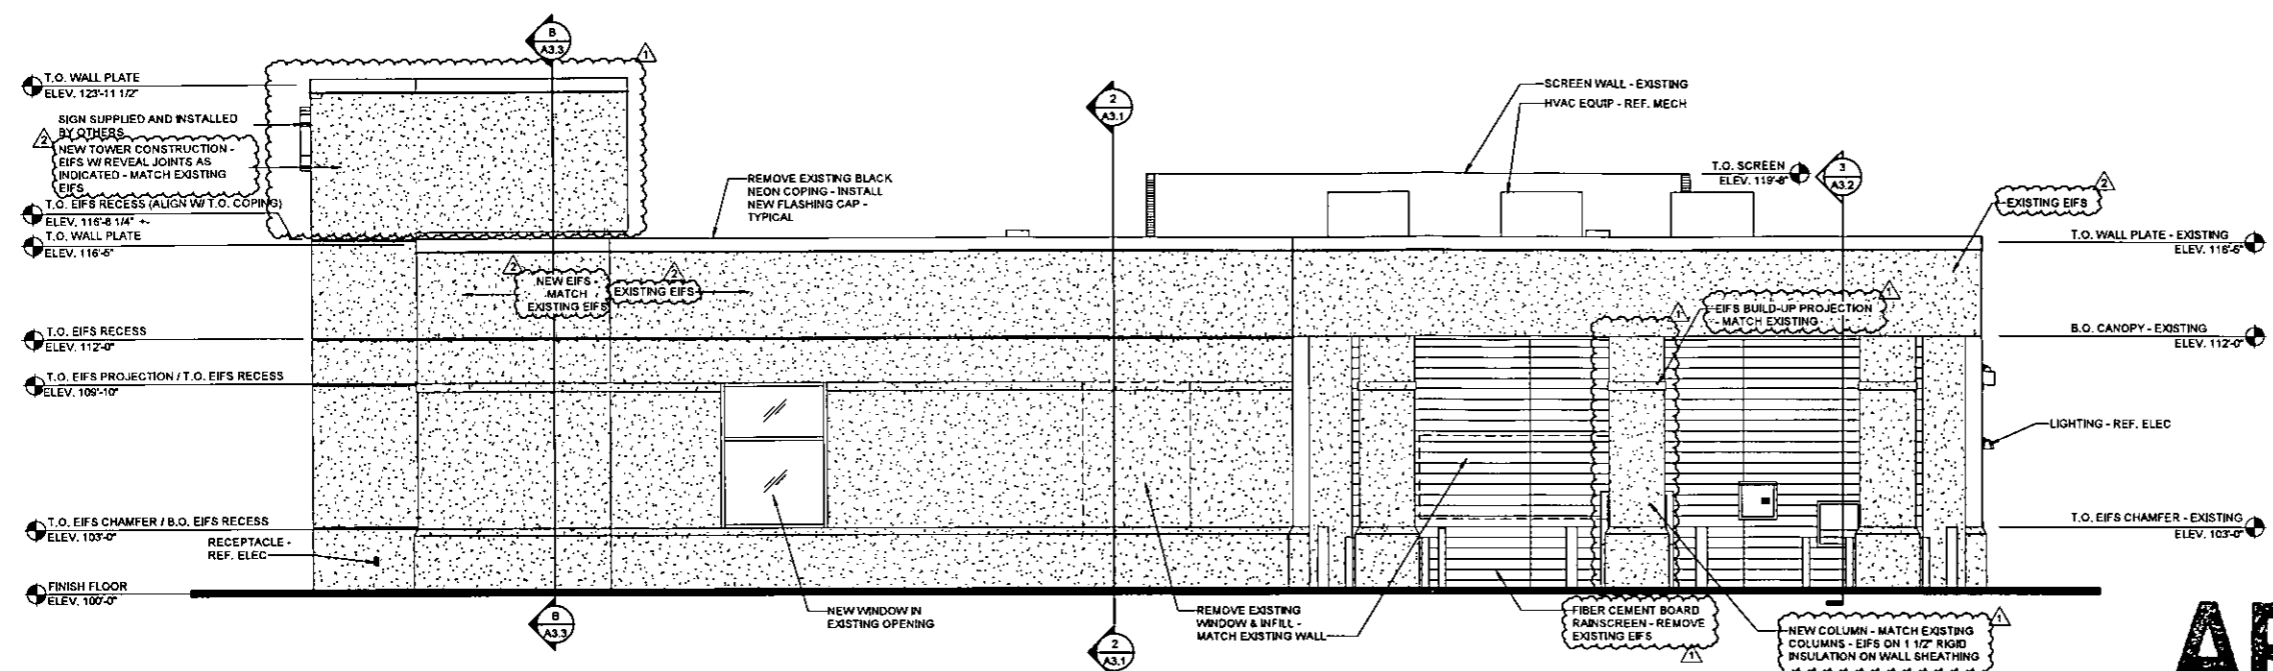 B
A3.3
1
T.O. WALL PLATE
ELEV. 123'-11 1/2"
SIGN SUPPLIED AND INSTALLED
BY OTHERS
2
NEW TOWER CONSTRUCTION -
EIFS W/ REVEAL JOINTS AS
INDICATED - MATCH EXISTING
EIFS
T.O. EIFS RECESS (ALIGN W/ T.O. COPING)
ELEV. 116'-8 1/4" +-
T.O. WALL PLATE
ELEV. 116'-6"
T.O. EIFS RECESS
ELEV. 112'-0"
T.O. EIFS PROJECTION / T.O. EIFS RECESS
ELEV. 109'-10"
T.O. EIFS CHAMFER / B.O. EIFS RECESS
ELEV. 103'-0"
RECEPTACLE -
REF. ELEC
FINISH FLOOR
ELEV. 100'-0"
REMOVE EXISTING BLACK
NEON COPING - INSTALL
NEW FLASHING CAP -
TYPICAL
2
NEW EIFS -
MATCH
EXISTING EIFS
2
EXISTING EIFS
2
A3.1
SCREEN WALL - EXISTING
HVAC EQUIP - REF. MECH
T.O. SCREEN
ELEV. 119'-8"
3
A3.2
2
EXISTING EIFS
T.O. WALL PLATE - EXISTING
ELEV. 116'-6"
1
EIFS BUILD-UP PROJECTION
- MATCH EXISTING
1
B.O. CANOPY - EXISTING
ELEV. 112'-0"
LIGHTING - REF. ELEC
T.O. EIFS CHAMFER - EXISTING
ELEV. 103'-0"
B
A3.3
NEW WINDOW IN
EXISTING OPENING
2
A3.1
REMOVE EXISTING
WINDOW & INFILL -
MATCH EXISTING WALL
FIBER CEMENT BOARD
RAINSCREEN - REMOVE
EXISTING EIFS
1
NEW COLUMN - MATCH EXISTING
COLUMNS - EIFS ON 1 1/2" RIGID
INSULATION ON WALL SHEATHING
1